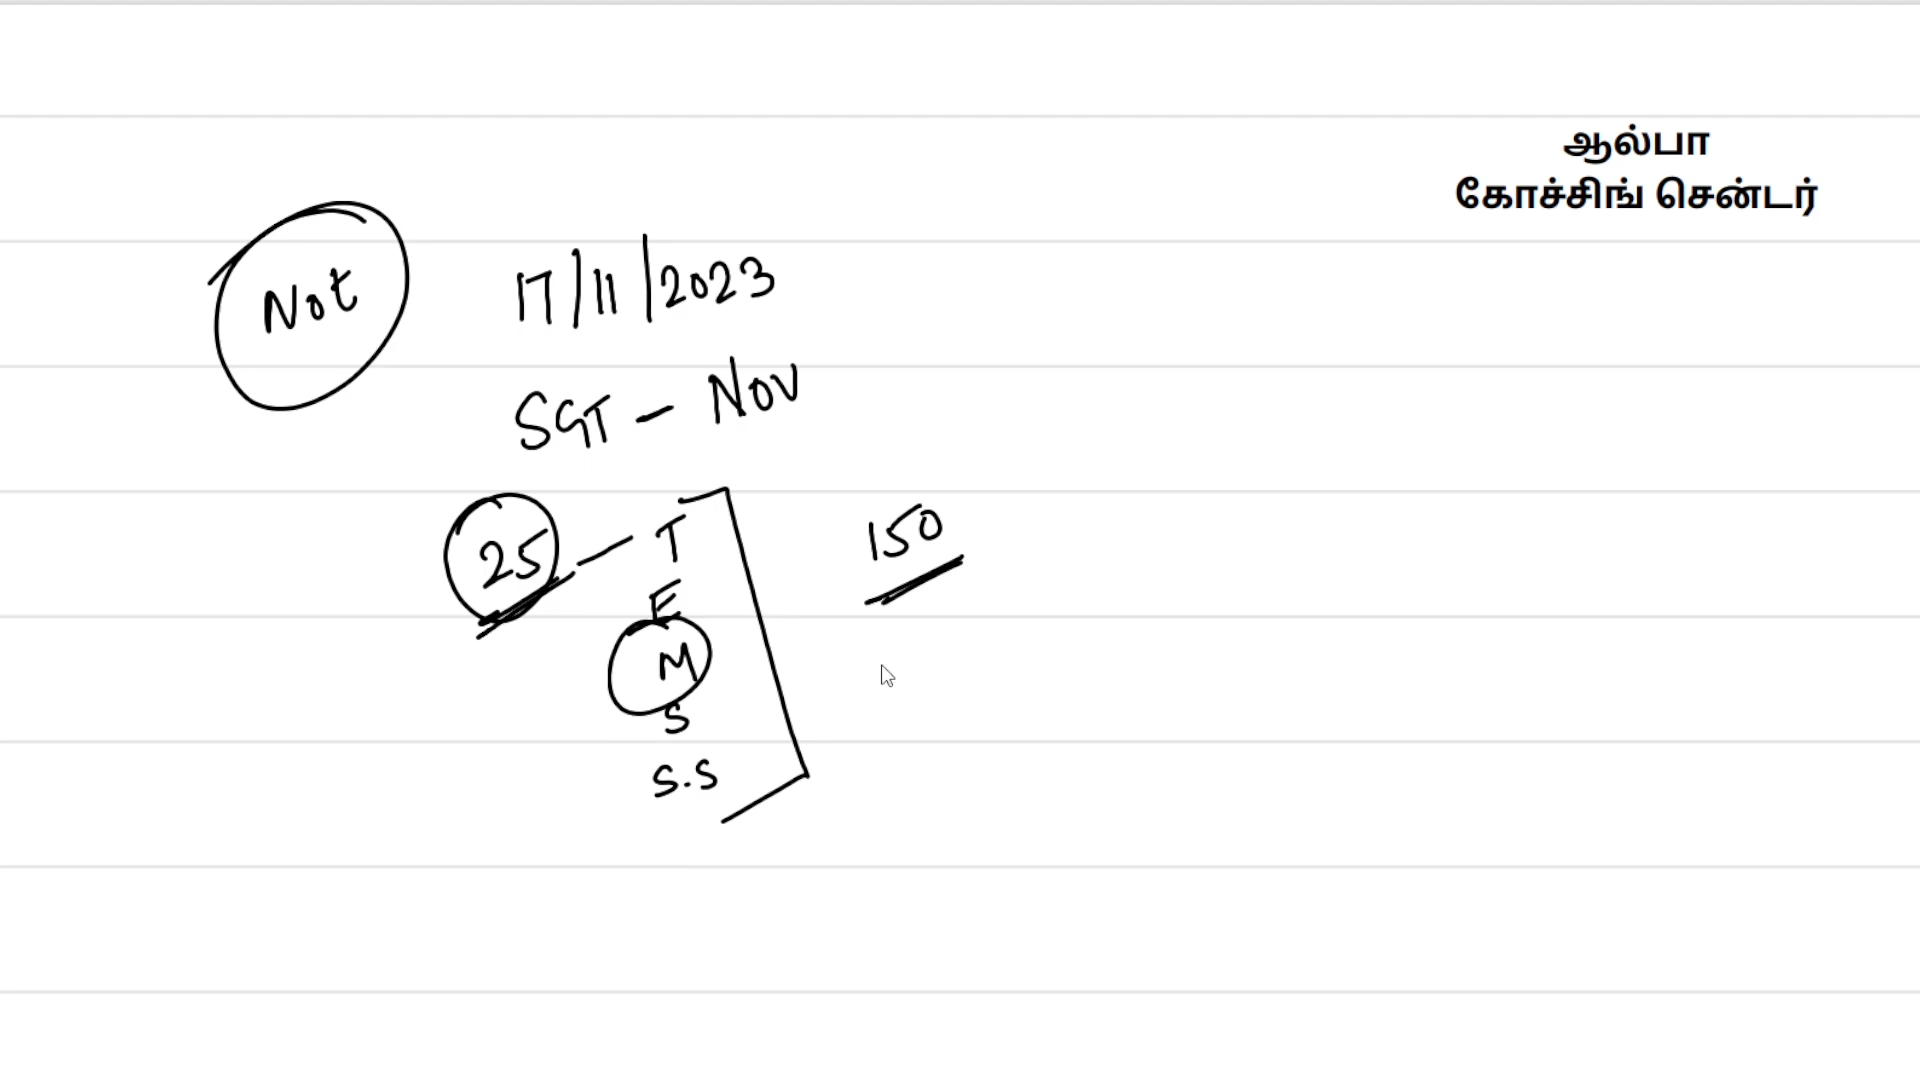 ஆல்பா
கோச்சிங் சென்டர்
Not 17/11/2023
SGT - Nov
25 - T 150
E
M
S
S.S